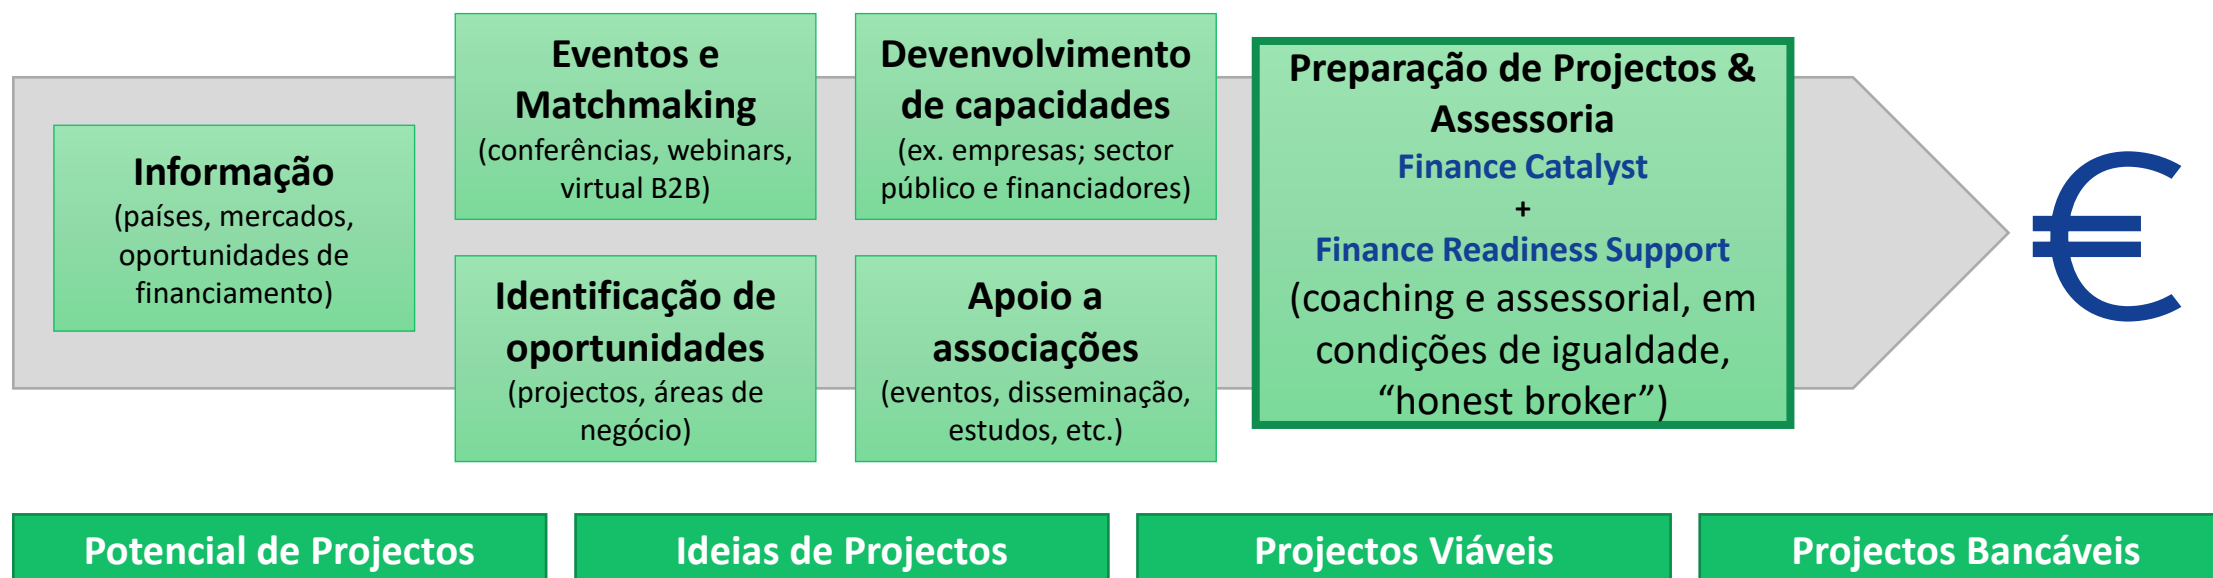 Informação
(países, mercados,
oportunidades de
financiamento)
Eventos e
Matchmaking
(conferências, webinars,
virtual B2B)
Identificação de
oportunidades
(projectos, áreas de
negócio)
Devenvolvimento
de capacidades
(ex. empresas; sector
público e financiadores)
Apoio a
associações
(eventos, disseminação,
estudos, etc.)
Preparação de Projectos &
Assessoria
Finance Catalyst
+
Finance Readiness Support
(coaching e assessorial, em
condições de igualdade,
“honest broker”)
€
Potencial de Projectos
Ideias de Projectos
Projectos Viáveis
Projectos Bancáveis